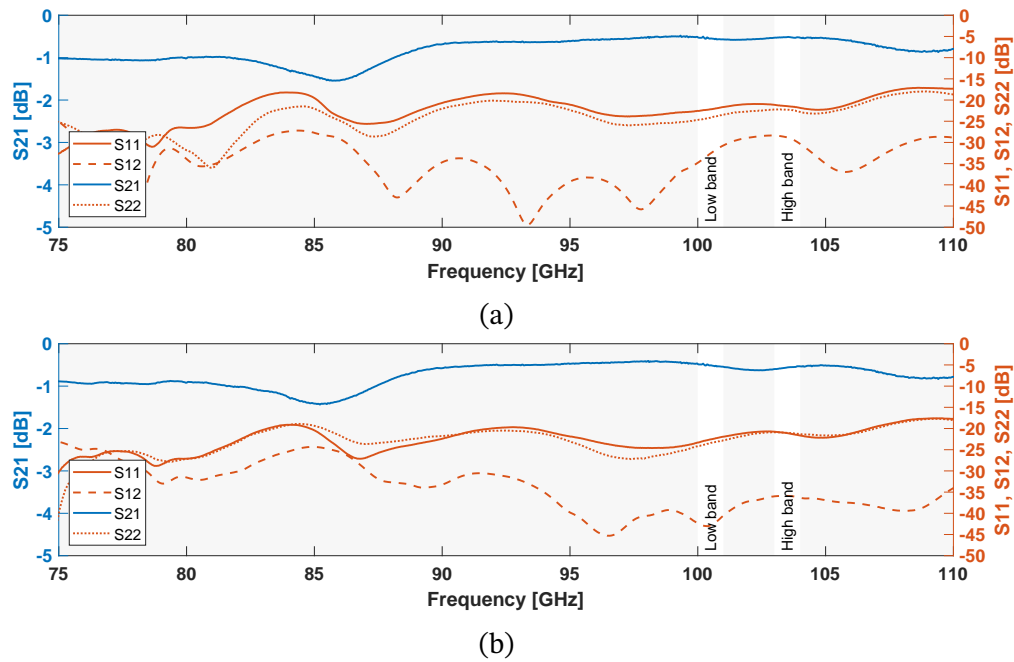 0
-1
-2
-3
-4
-5
S21 [dB]
0
-5
-10
-15
-20
-25
-30
-35
-40
-45
-50
S11, S12, S22 [dB]
S11
S12
S21
S22
Low band
High band
75 80 85 90 95 100 105 110
Frequency [GHz]
(a)
0
-1
-2
-3
-4
-5
S21 [dB]
0
-5
-10
-15
-20
-25
-30
-35
-40
-45
-50
S11, S12, S22 [dB]
S11
S12
S21
S22
Low band
High band
75 80 85 90 95 100 105 110
Frequency [GHz]
(b)